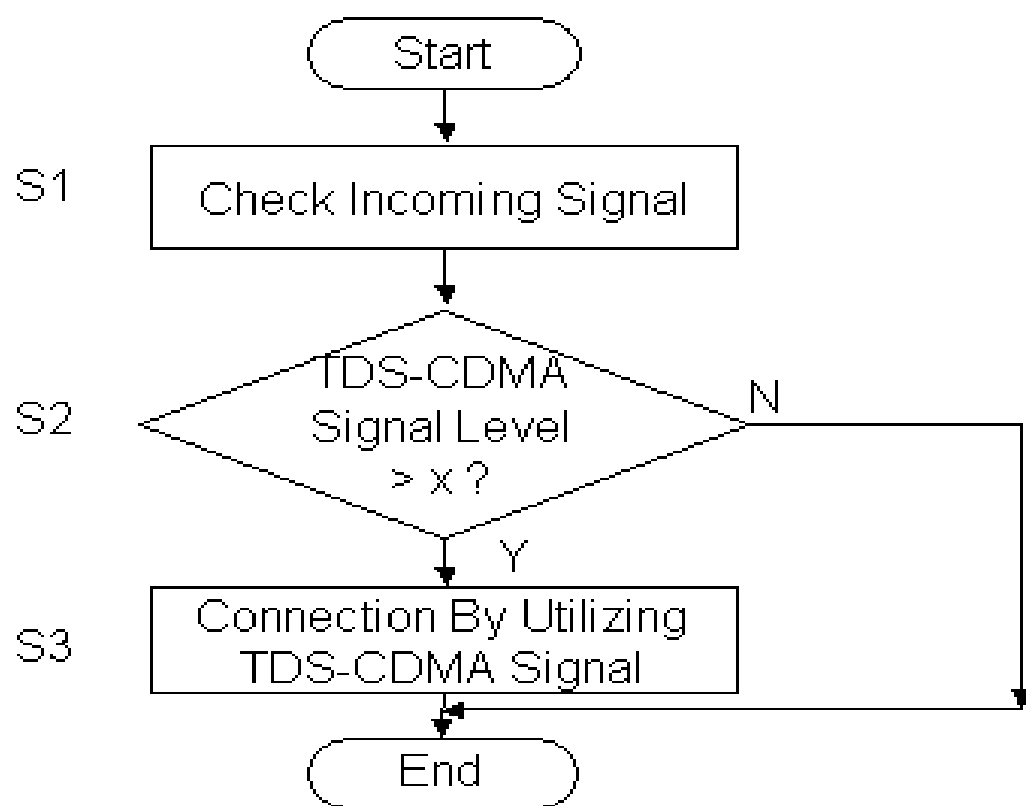 Start
S1
Check Incoming Signal
S2
TDS-CDMA
Signal Level
> x ?
N
Y
S3
Connection By Utilizing
TDS-CDMA Signal
End